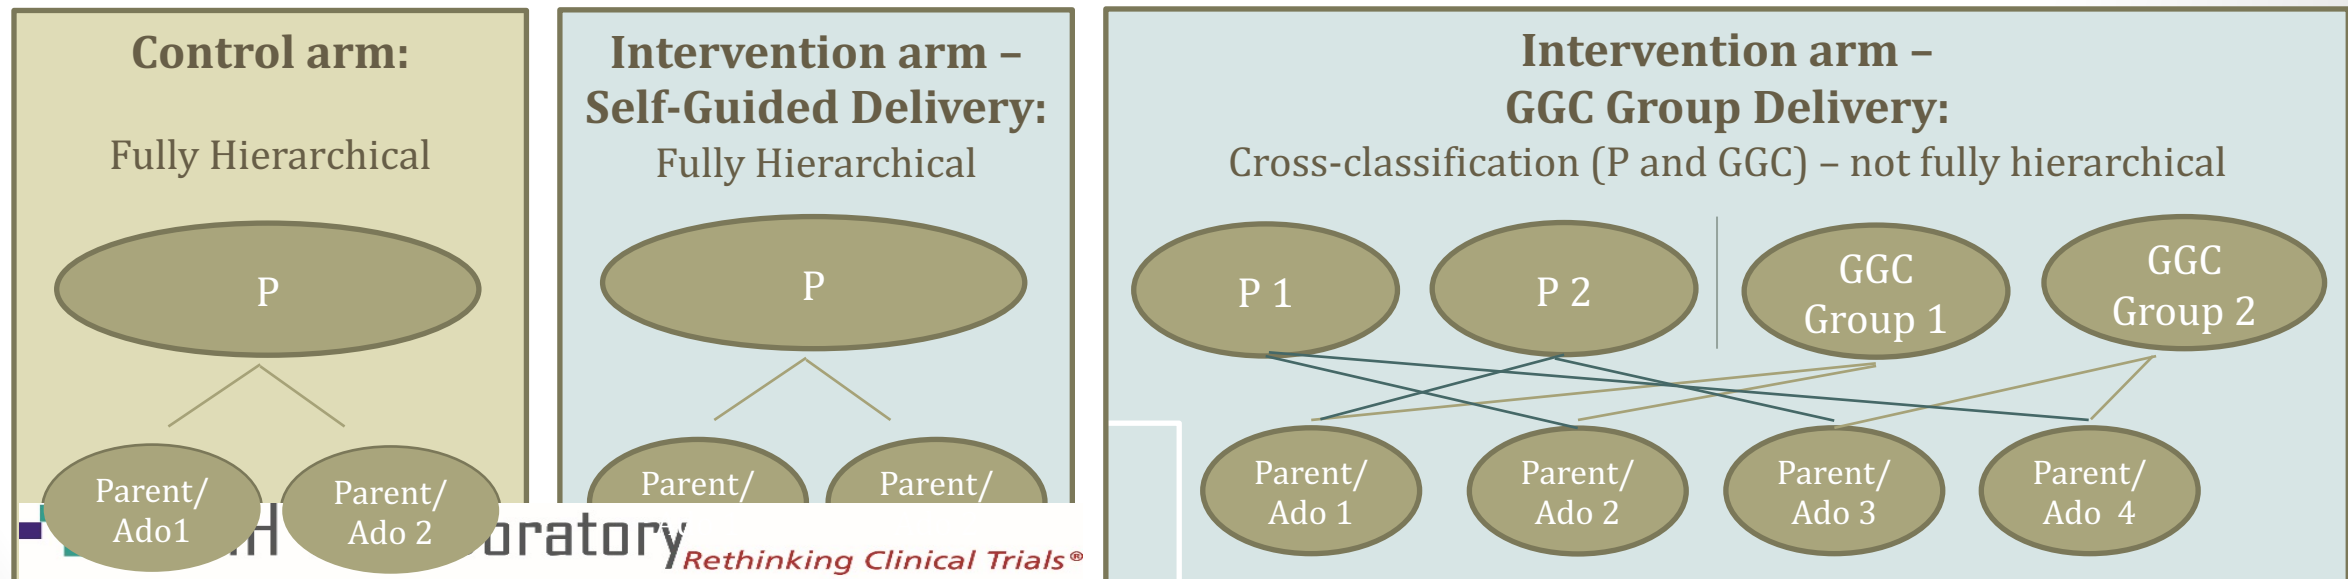 Control arm:
Fully Hierarchical
P
Parent/
Ado1
Parent/
Ado 2
Intervention arm –
Self-Guided Delivery:
Fully Hierarchical
P
Parent/
Parent/
Intervention arm –
GGC Group Delivery:
Cross-classification (P and GGC) – not fully hierarchical
P 1
P 2
GGC
Group 1
GGC
Group 2
Parent/
Ado 1
Parent/
Ado 2
Parent/
Ado 3
Parent/
Ado 4
Rethinking Clinical Trials®